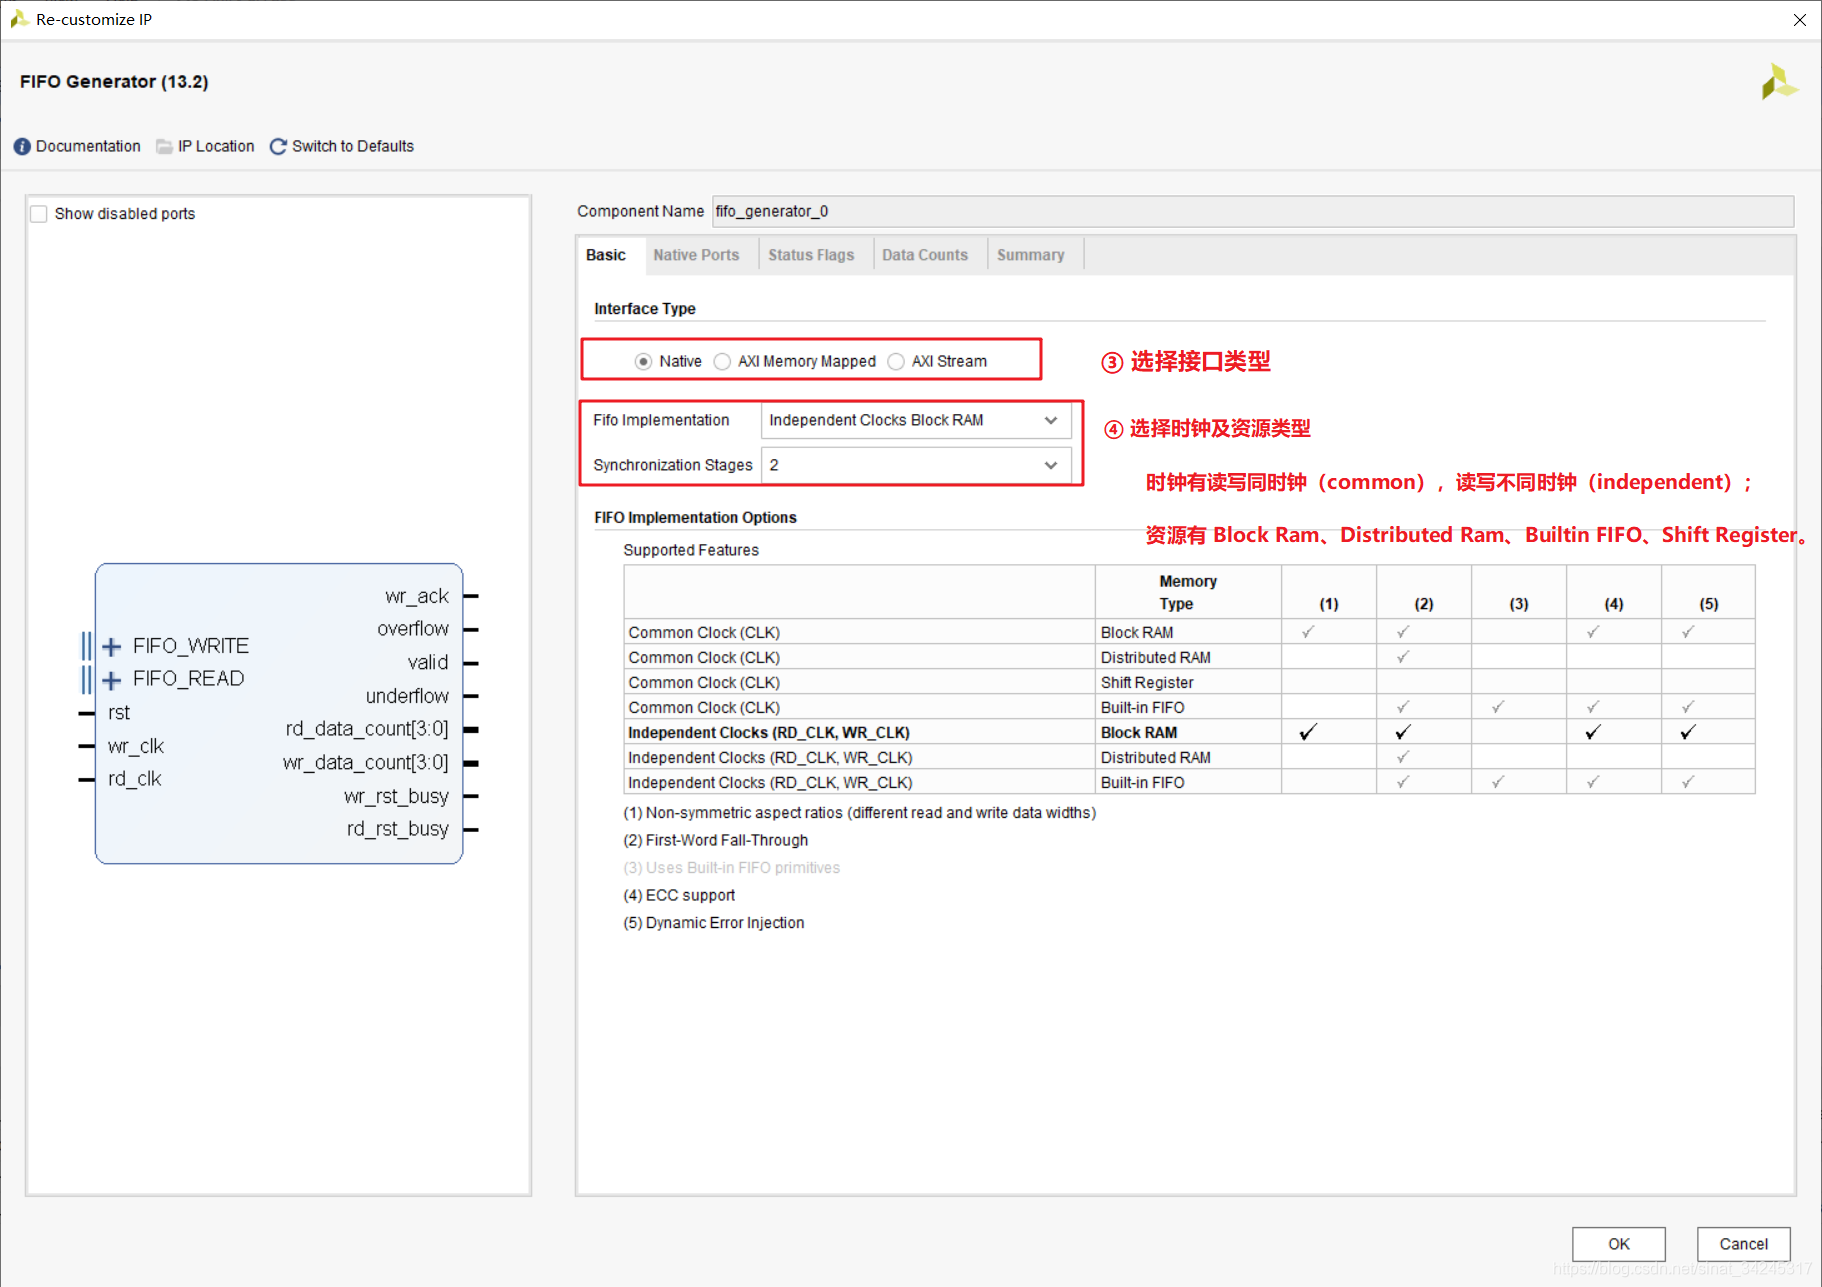 Re-customize IP
FIFO Generator (13.2)
Documentation IP Location Switch to Defaults
Show disabled ports
wr_ack
overflow
FIFO_WRITE
valid
FIFO_READ
underflow
rst
rd_data_count[3:0]
wr_clk
wr_data_count[3:0]
rd_clk
wr_rst_busy
rd_rst_busy
Component Name fifo_generator_0
Basic Native Ports Status Flags Data Counts Summary
Interface Type
Native AXI Memory Mapped AXI Stream
③ 选择接口类型
Fifo Implementation Independent Clocks Block RAM
④ 选择时钟及资源类型
Synchronization Stages 2
时钟有读写同时钟（common），读写不同时钟（independent）；
FIFO Implementation Options
资源有 Block Ram、Distributed Ram、Builtin FIFO、Shift Register。
Supported Features
Memory
Type (1) (2) (3) (4) (5)
Common Clock (CLK) Block RAM ✓ ✓ ✓ ✓
Common Clock (CLK) Distributed RAM ✓
Common Clock (CLK) Shift Register
Common Clock (CLK) Built-in FIFO ✓ ✓ ✓ ✓
Independent Clocks (RD_CLK, WR_CLK) Block RAM ✓ ✓ ✓ ✓
Independent Clocks (RD_CLK, WR_CLK) Distributed RAM ✓
Independent Clocks (RD_CLK, WR_CLK) Built-in FIFO ✓ ✓ ✓ ✓
(1) Non-symmetric aspect ratios (different read and write data widths)
(2) First-Word Fall-Through
(3) Uses Built-in FIFO primitives
(4) ECC support
(5) Dynamic Error Injection
OK Cancel
https://blog.csdn.net/sinat_34245317